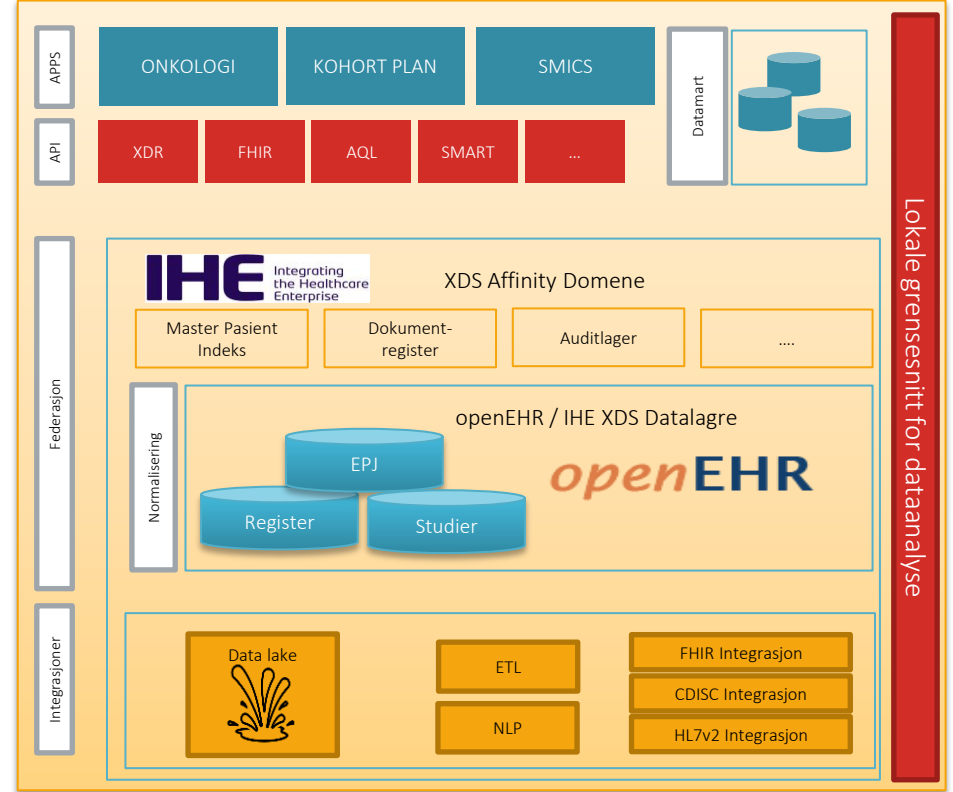 APPS
ONKOLOGI
KOHORT PLAN
SMICS
Datamart
API
XDR
FHIR
AQL
SMART
...
Lokale grensesnitt for dataanalyse
Federasjon
IHE
Integrating
the Healthcare
Enterprise
XDS Affinity Domene
Master Pasient
Indeks
Dokument-
register
Auditlager
....
Normalisering
openEHR / IHE XDS Datalagre
EPJ
Register
Studier
openEHR
Integrasjoner
Data lake
ETL
NLP
FHIR Integrasjon
CDISC Integrasjon
HL7v2 Integrasjon